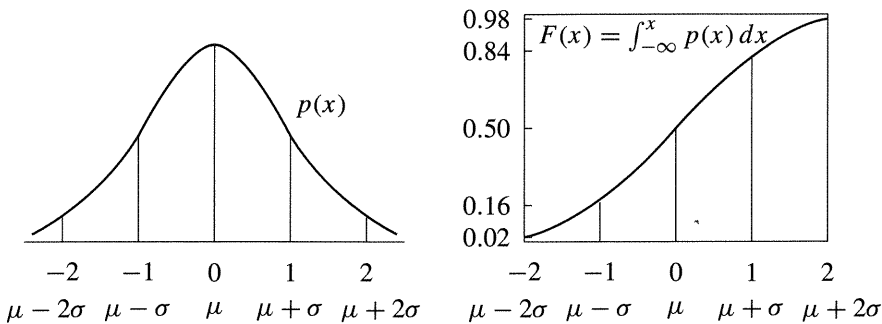 p(x)
−2 −1 0 1 2
μ − 2σ μ − σ μ μ + σ μ + 2σ
F(x) = ∫_{−∞}^{x} p(x) dx
0.98
0.84
0.50
0.16
0.02
−2 −1 0 1 2
μ − 2σ μ − σ μ μ + σ μ + 2σ